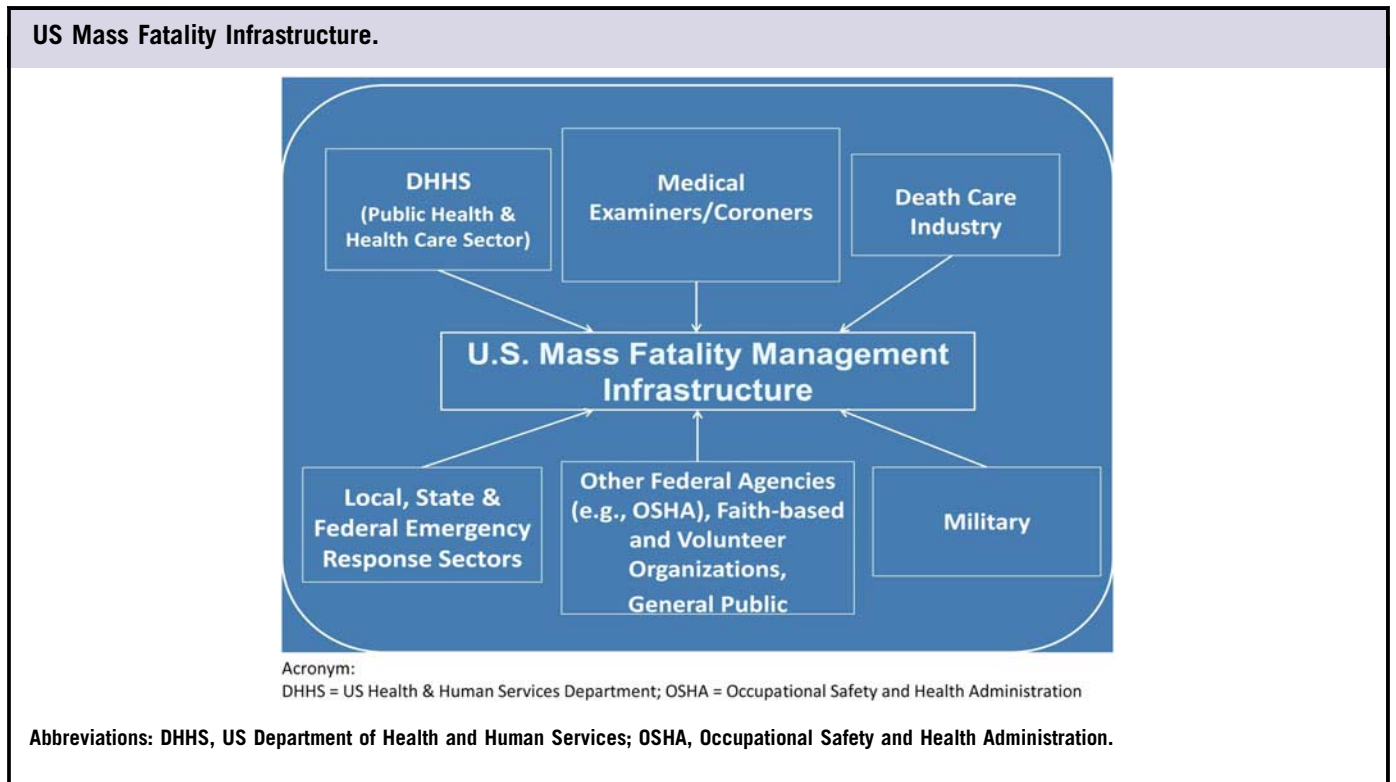 US Mass Fatality Infrastructure.
DHHS
(Public Health &
Health Care Sector)
Medical
Examiners/Coroners
Death Care
Industry
U.S. Mass Fatality Management
Infrastructure
Local, State &
Federal Emergency
Response Sectors
Other Federal Agencies
(e.g., OSHA), Faith-based
and Volunteer
Organizations,
General Public
Military
Acronym:
DHHS = US Health & Human Services Department; OSHA = Occupational Safety and Health Administration
Abbreviations: DHHS, US Department of Health and Human Services; OSHA, Occupational Safety and Health Administration.